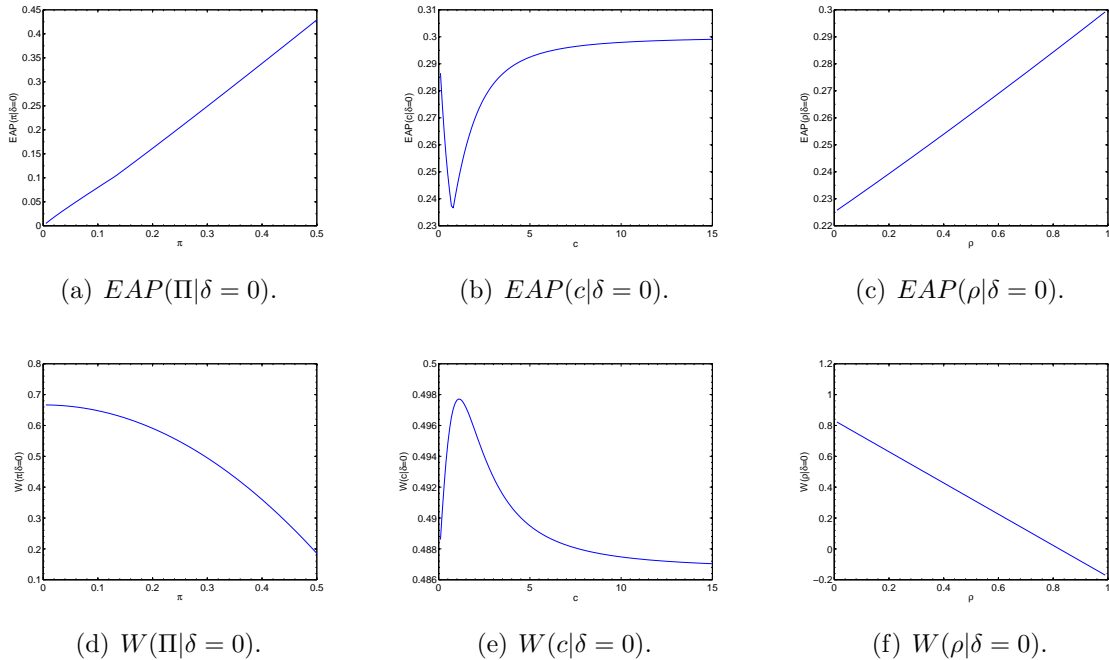 0.45
0.4
0.35
0.3
0.25
0.2
0.15
0.1
0.05
0
EAP(π|δ=0)
0 0.1 0.2 0.3 0.4 0.5
π
(a) EAP(Π|δ = 0).
0.31
0.3
0.29
0.28
0.27
0.26
0.25
0.24
0.23
EAP(c|δ=0)
0 5 10 15
c
(b) EAP(c|δ = 0).
0.3
0.29
0.28
0.27
0.26
0.25
0.24
0.23
0.22
EAP(ρ|δ=0)
0 0.2 0.4 0.6 0.8 1
ρ
(c) EAP(ρ|δ = 0).
0.8
0.7
0.6
0.5
0.4
0.3
0.2
0.1
W(π|δ=0)
0 0.1 0.2 0.3 0.4 0.5
π
(d) W(Π|δ = 0).
0.5
0.498
0.496
0.494
0.492
0.49
0.488
0.486
W(c|δ=0)
0 5 10 15
c
(e) W(c|δ = 0).
1.2
1
0.8
0.6
0.4
0.2
0
−0.2
W(ρ|δ=0)
0 0.2 0.4 0.6 0.8 1
ρ
(f) W(ρ|δ = 0).